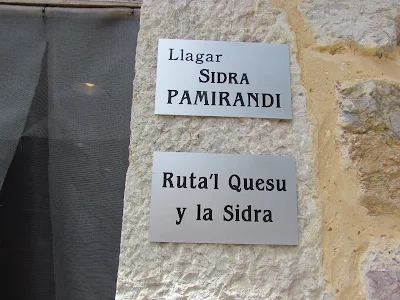 Llagar
SIDRA
PAMIRANDI
Ruta'l Quesu
y la Sidra